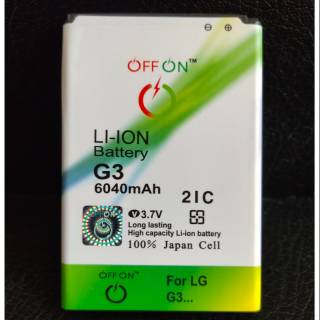 OFF ON™
LI-ION
Battery
G3
6040mAh
2IC
V 3.7V
Long lasting
High capacity Li-ion battery
100% Japan Cell
OFF ON™
For LG
G3...